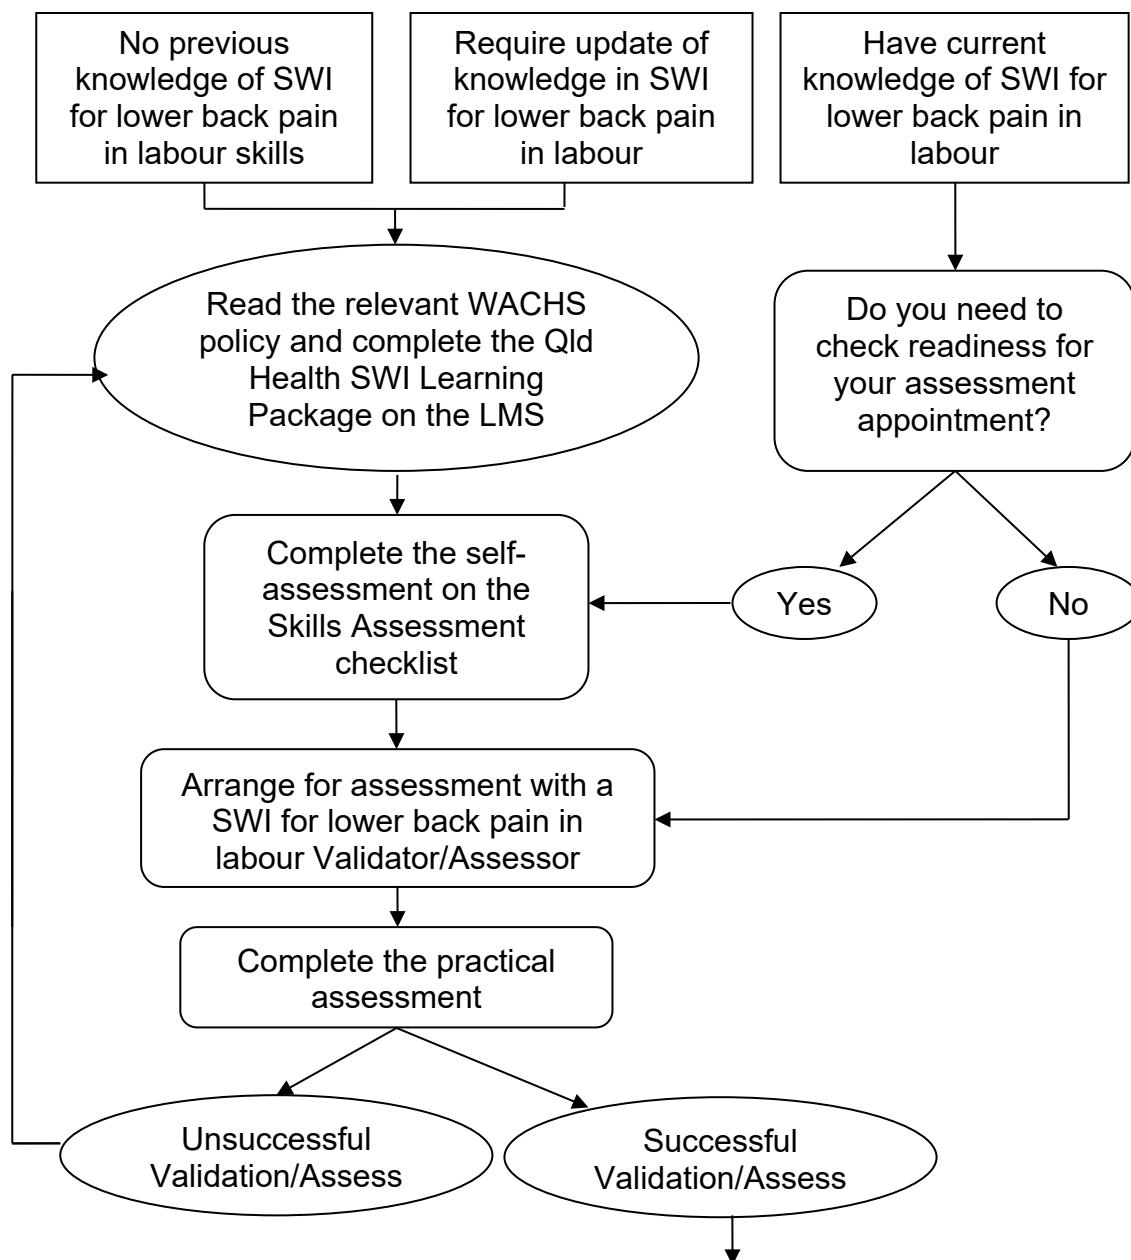 No previous
knowledge of SWI
for lower back pain
in labour skills
Require update of
knowledge in SWI
for lower back pain
in labour
Have current
knowledge of SWI for
lower back pain in
labour
Read the relevant WACHS
policy and complete the Qld
Health SWI Learning
Package on the LMS
Do you need to
check readiness for
your assessment
appointment?
Complete the self-
assessment on the
Skills Assessment
checklist
Yes
No
Arrange for assessment with a
SWI for lower back pain in
labour Validator/Assessor
Complete the practical
assessment
Unsuccessful
Validation/Assess
Successful
Validation/Assess